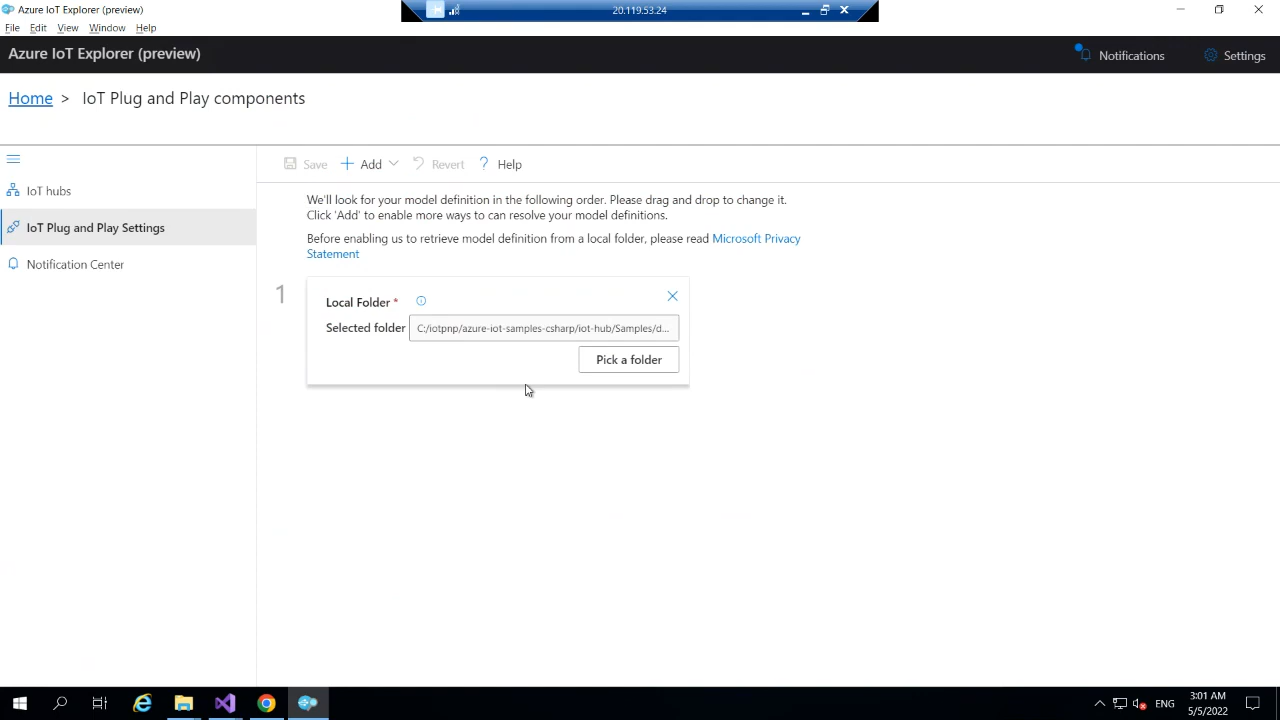 Azure IoT Explorer (preview)
20.119.53.24
File Edit View Window Help
Azure IoT Explorer (preview)
Notifications
Settings
Home > IoT Plug and Play components
Save
Add
Revert
? Help
IoT hubs
IoT Plug and Play Settings
Notification Center
We'll look for your model definition in the following order. Please drag and drop to change it.
Click 'Add' to enable more ways to can resolve your model definitions.
Before enabling us to retrieve model definition from a local folder, please read Microsoft Privacy
Statement
1
Local Folder *
Selected folder
C:/iotpnp/azure-iot-samples-csharp/iot-hub/Samples/d...
Pick a folder
ENG
3:01 AM
5/5/2022